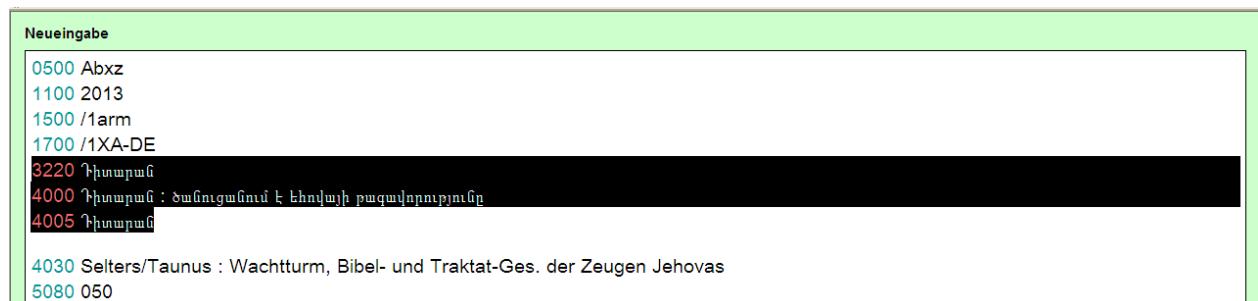 Neueingabe
0500 Abxz
1100 2013
1500 /1arm
1700 /1XA-DE
3220 Դիտարան
4000 Դիտարան : ծանուցանում է Եհովայի թագավորությունը
4005 Դիտարան
4030 Selters/Taunus : Wachtturm, Bibel- und Traktat-Ges. der Zeugen Jehovas
5080 050